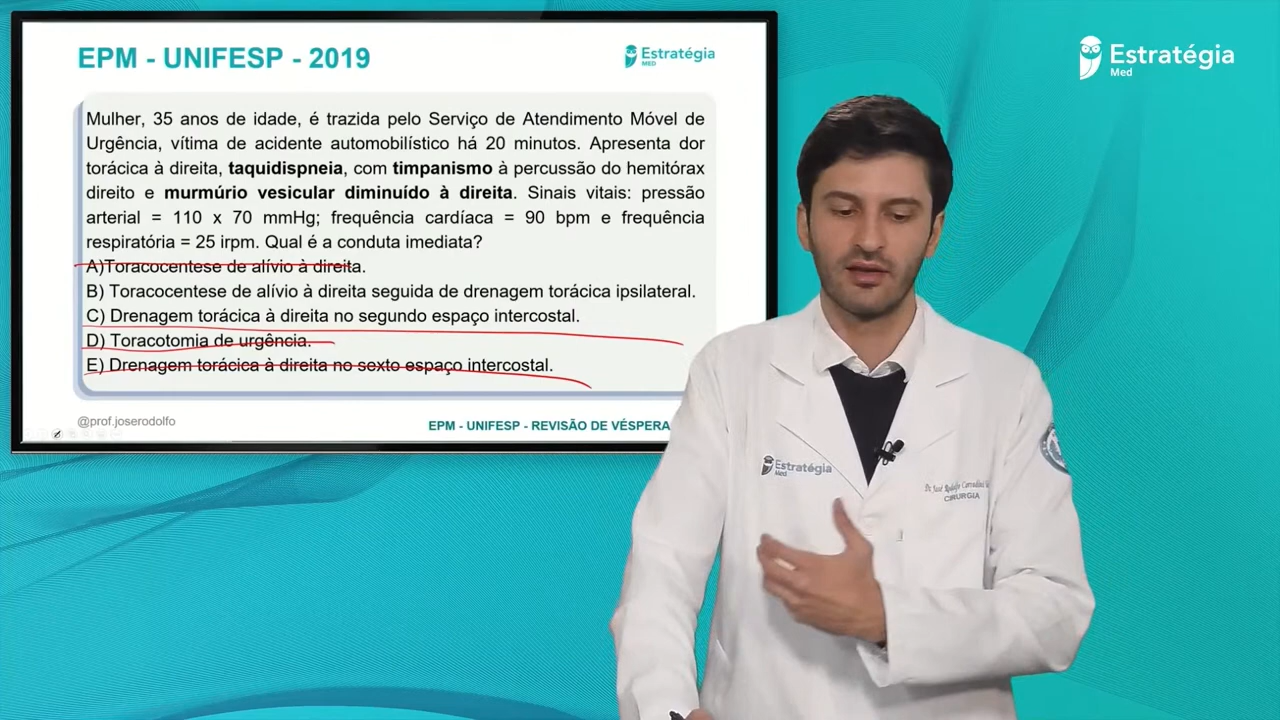 EPM - UNIFESP - 2019
Estratégia
MED
Estratégia
Med
Mulher, 35 anos de idade, é trazida pelo Serviço de Atendimento Móvel de
Urgência, vítima de acidente automobilístico há 20 minutos. Apresenta dor
torácica à direita, taquidispneia, com timpanismo à percussão do hemitórax
direito e murmúrio vesicular diminuído à direita. Sinais vitais: pressão
arterial = 110 x 70 mmHg; frequência cardíaca = 90 bpm e frequência
respiratória = 25 irpm. Qual é a conduta imediata?
A)Toracocentese de alívio à direita.
B) Toracocentese de alívio à direita seguida de drenagem torácica ipsilateral.
C) Drenagem torácica à direita no segundo espaço intercostal.
D) Toracotomia de urgência.
E) Drenagem torácica à direita no sexto espaço intercostal.
@prof.joserodolfo
EPM - UNIFESP - REVISÃO DE VÉSPERA
Estratégia
Med
Dr. José Rodolfo
CIRURGIA